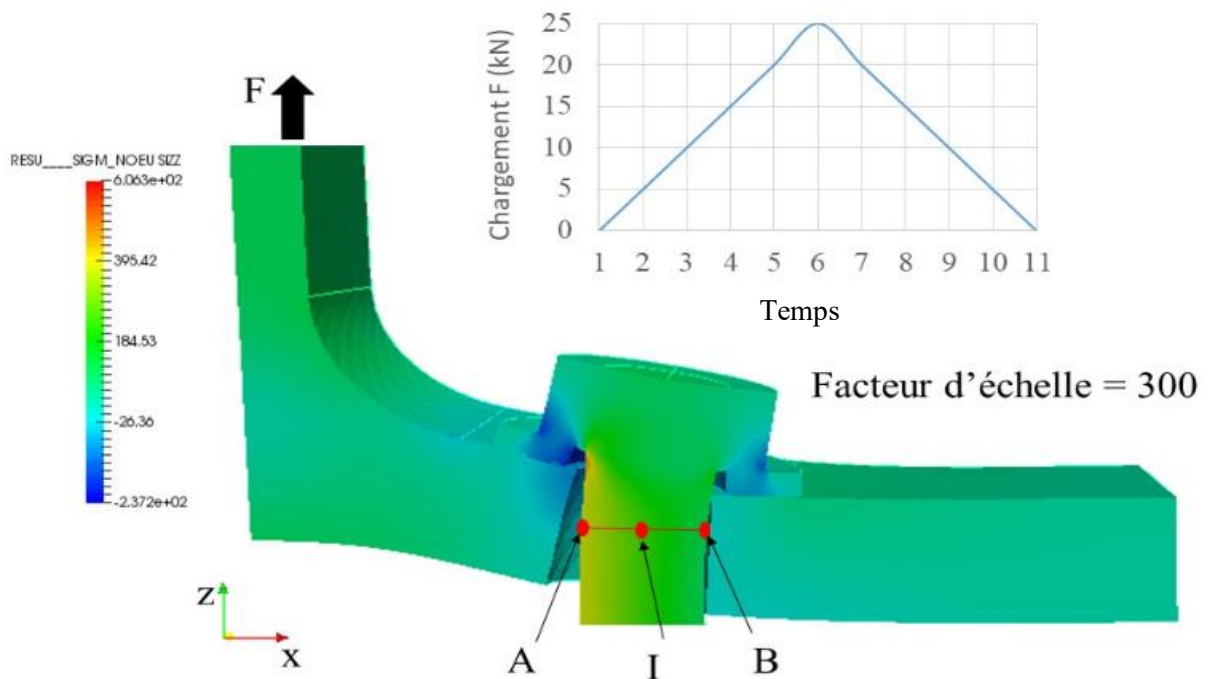 25
20
15
10
5
0
Chargement F (kN)
1 2 3 4 5 6 7 8 9 10 11
Temps
F
RESU____SIGM_NOEU SIZZ
6.063e+02
395.42
184.53
-26.36
-2.372e+02
Facteur d'échelle = 300
z
x
A
I
B